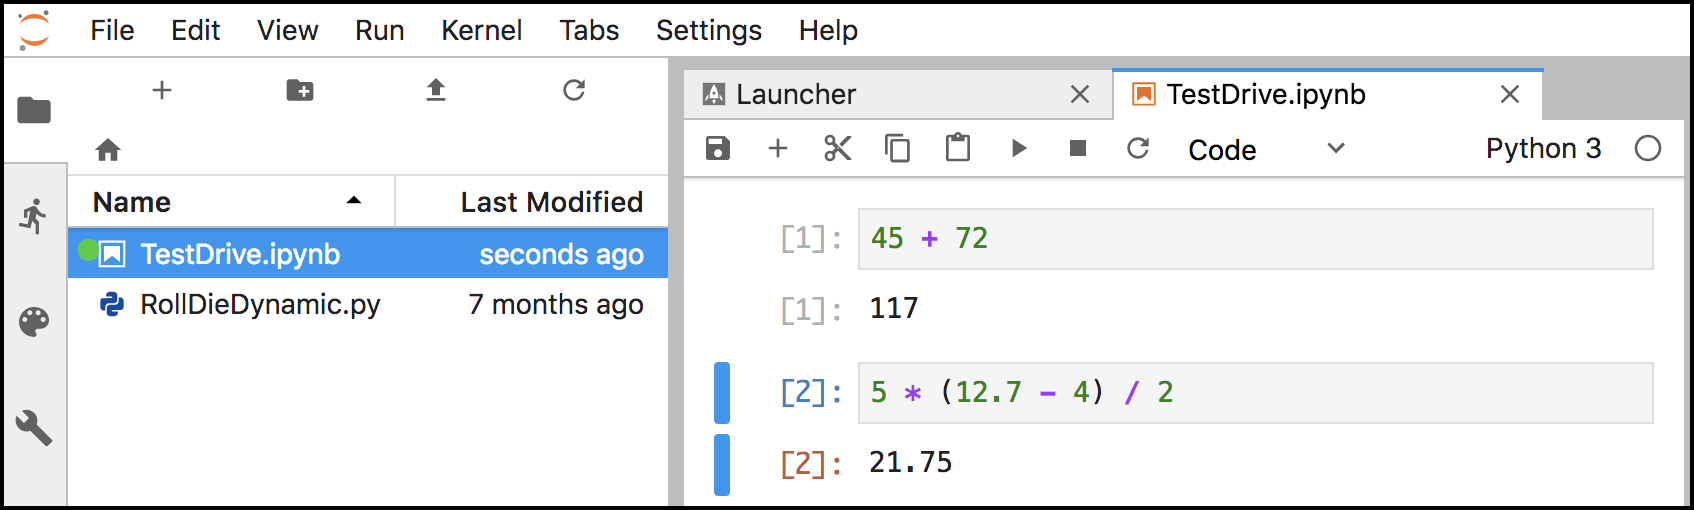 File Edit View Run Kernel Tabs Settings Help
Launcher
TestDrive.ipynb
Code
Python 3
Name
Last Modified
TestDrive.ipynb
seconds ago
RollDieDynamic.py
7 months ago
[1]: 45 + 72
[1]: 117
[2]: 5 * (12.7 - 4) / 2
[2]: 21.75